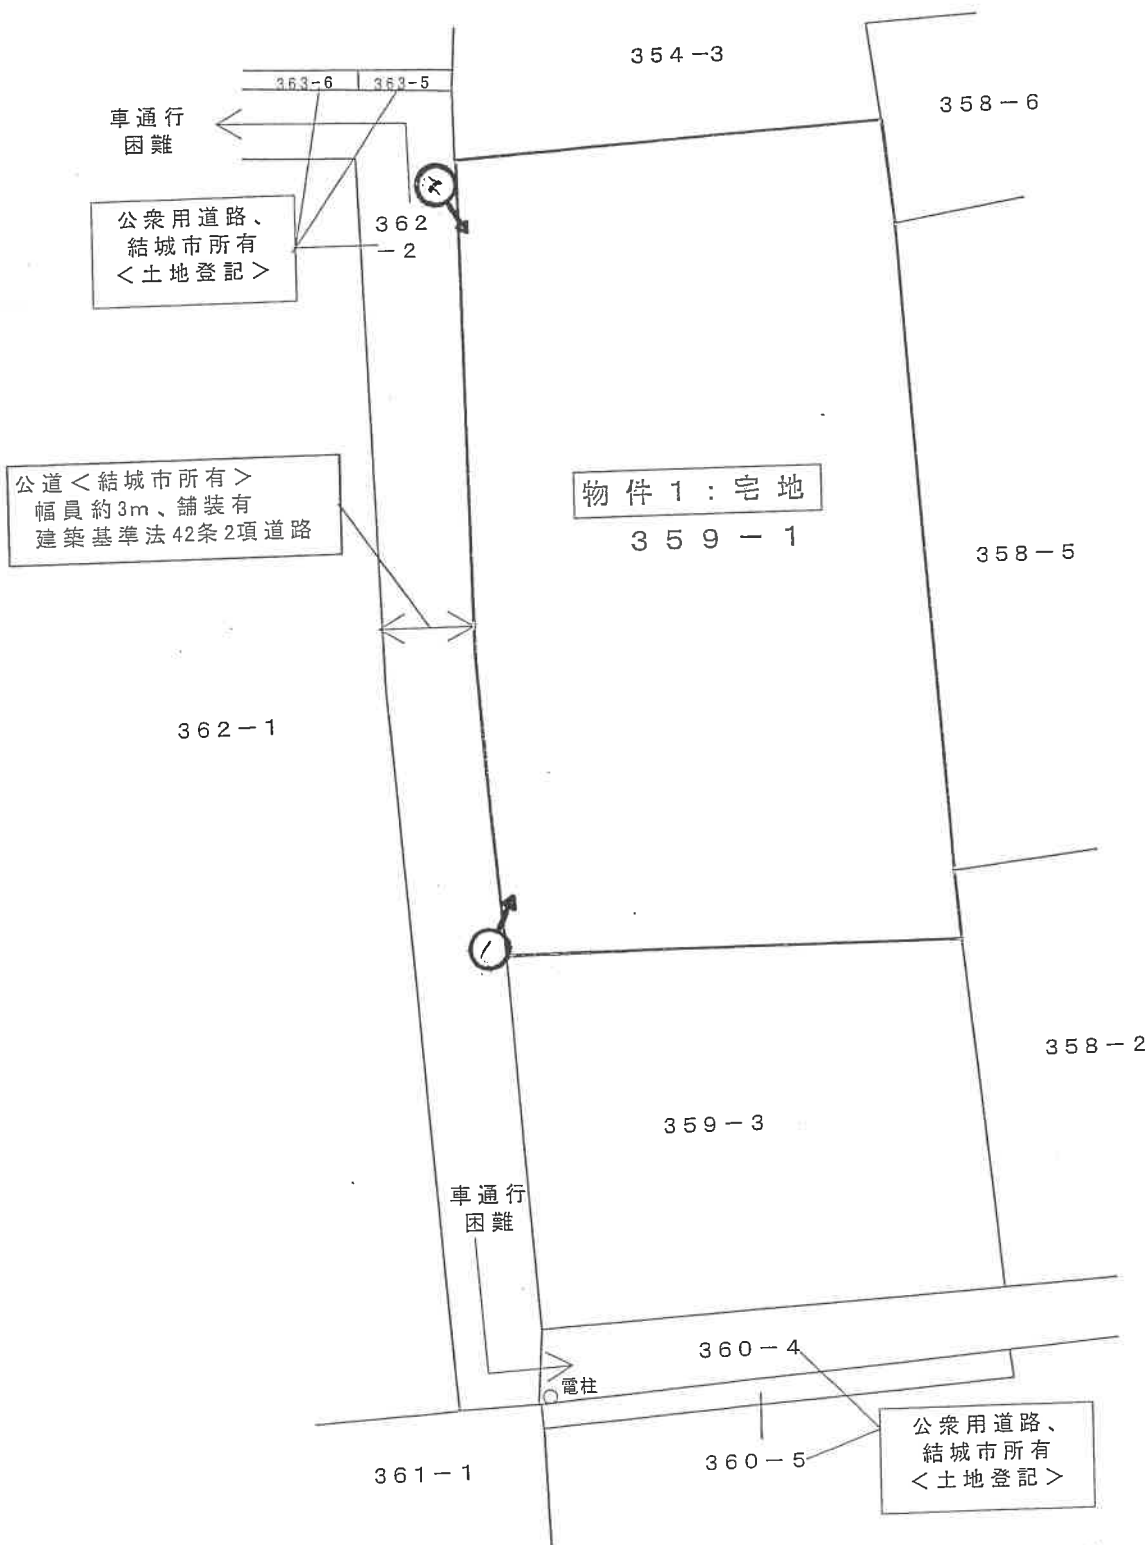 354-3
358-6
363-6
363-5
車通行
困難
2
公衆用道路、
結城市所有
<土地登記>
362
-2
公道<結城市所有>
幅員約3m、舗装有
建築基準法42条2項道路
物件1:宅地
359-1
358-5
362-1
1
358-2
359-3
車通行
困難
360-4
電柱
公衆用道路、
結城市所有
<土地登記>
360-5
361-1